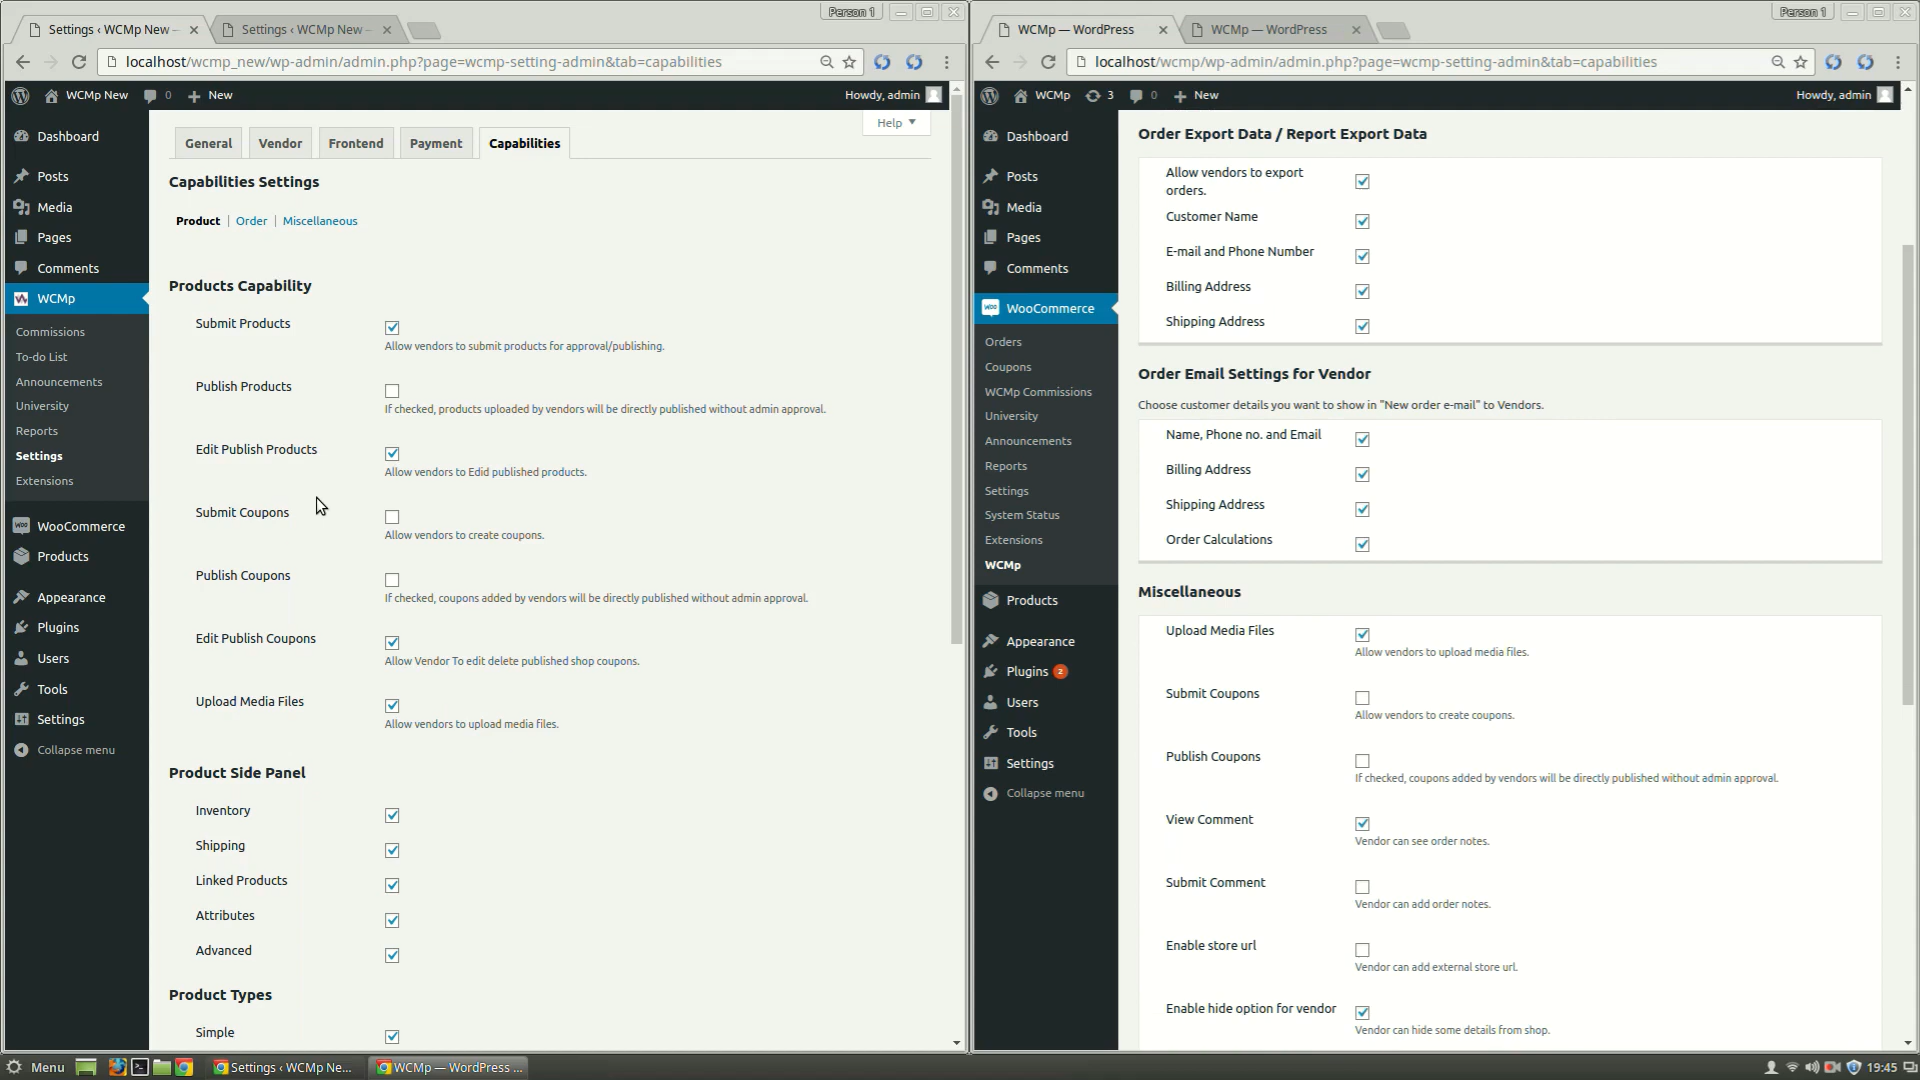 Person 1
Settings ‹ WCMp New –
Settings ‹ WCMp New –
localhost/wcmp_new/wp-admin/admin.php?page=wcmp-setting-admin&tab=capabilities
WCMp New
0
New
Howdy, admin
Help
Dashboard
Posts
Media
Pages
Comments
WCMp
Commissions
To-do List
Announcements
University
Reports
Settings
Extensions
WooCommerce
Products
Appearance
Plugins
Users
Tools
Settings
Collapse menu
General
Vendor
Frontend
Payment
Capabilities
Capabilities Settings
Product | Order | Miscellaneous
Products Capability
Submit Products
Allow vendors to submit products for approval/publishing.
Publish Products
If checked, products uploaded by vendors will be directly published without admin approval.
Edit Publish Products
Allow vendors to Edid published products.
Submit Coupons
Allow vendors to create coupons.
Publish Coupons
If checked, coupons added by vendors will be directly published without admin approval.
Edit Publish Coupons
Allow Vendor To edit delete published shop coupons.
Upload Media Files
Allow vendors to upload media files.
Product Side Panel
Inventory
Shipping
Linked Products
Attributes
Advanced
Product Types
Simple
Person 1
WCMp — WordPress
WCMp — WordPress
localhost/wcmp/wp-admin/admin.php?page=wcmp-setting-admin&tab=capabilities
WCMp
3
0
New
Howdy, admin
Dashboard
Posts
Media
Pages
Comments
WooCommerce
Orders
Coupons
WCMp Commissions
University
Announcements
Reports
Settings
System Status
Extensions
WCMp
Products
Appearance
Plugins 2
Users
Tools
Settings
Collapse menu
Order Export Data / Report Export Data
Allow vendors to export
orders.
Customer Name
E-mail and Phone Number
Billing Address
Shipping Address
Order Email Settings for Vendor
Choose customer details you want to show in "New order e-mail" to Vendors.
Name, Phone no. and Email
Billing Address
Shipping Address
Order Calculations
Miscellaneous
Upload Media Files
Allow vendors to upload media files.
Submit Coupons
Allow vendors to create coupons.
Publish Coupons
If checked, coupons added by vendors will be directly published without admin approval.
View Comment
Vendor can see order notes.
Submit Comment
Vendor can add order notes.
Enable store url
Vendor can add external store url.
Enable hide option for vendor
Vendor can hide some details from shop.
Menu
Settings ‹ WCMp Ne...
WCMp — WordPress ...
19:45